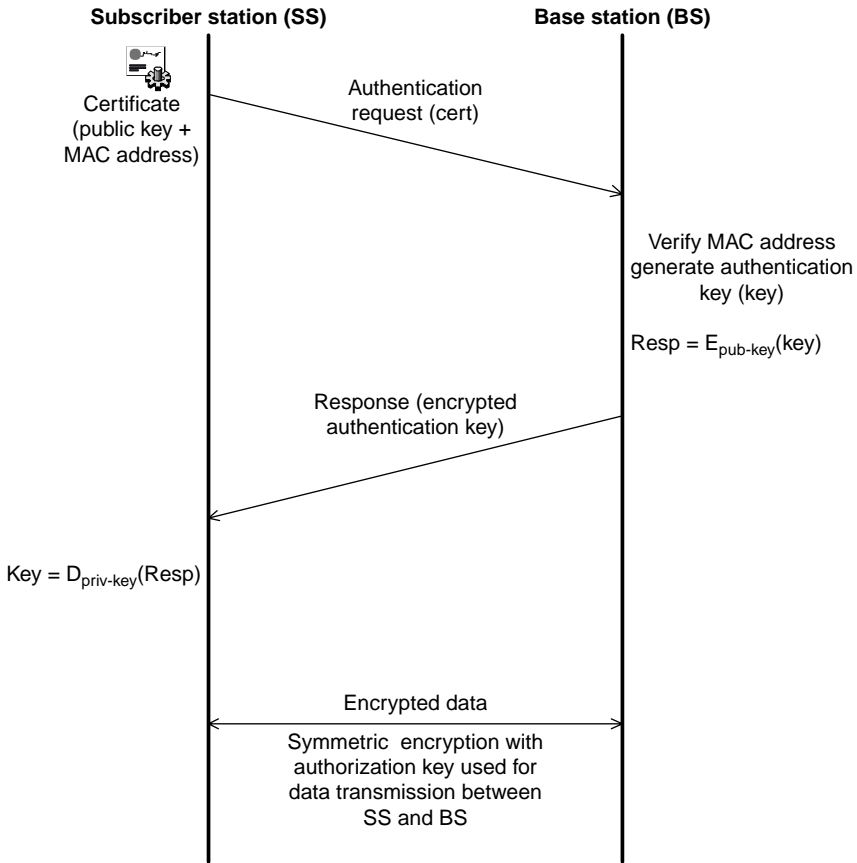 Subscriber station (SS)
Base station (BS)
Certificate
(public key +
MAC address)
Authentication
request (cert)
Verify MAC address
generate authentication
key (key)
Resp = E_pub-key(key)
Response (encrypted
authentication key)
Key = D_priv-key(Resp)
Encrypted data
Symmetric encryption with
authorization key used for
data transmission between
SS and BS